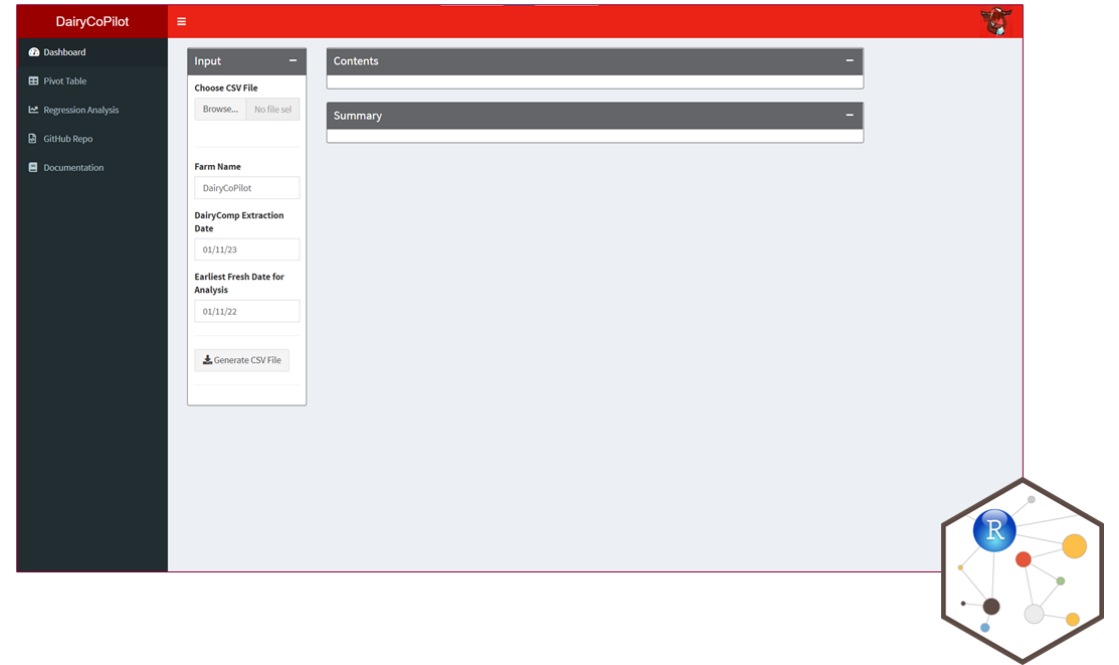 DairyCoPilot
Dashboard
Pivot Table
Regression Analysis
GitHub Repo
Documentation
Input
Choose CSV File
Browse... No file sel
Farm Name
DairyCoPilot
DairyComp Extraction
Date
01/11/23
Earliest Fresh Date for
Analysis
01/11/22
Generate CSV File
Contents
Summary
R